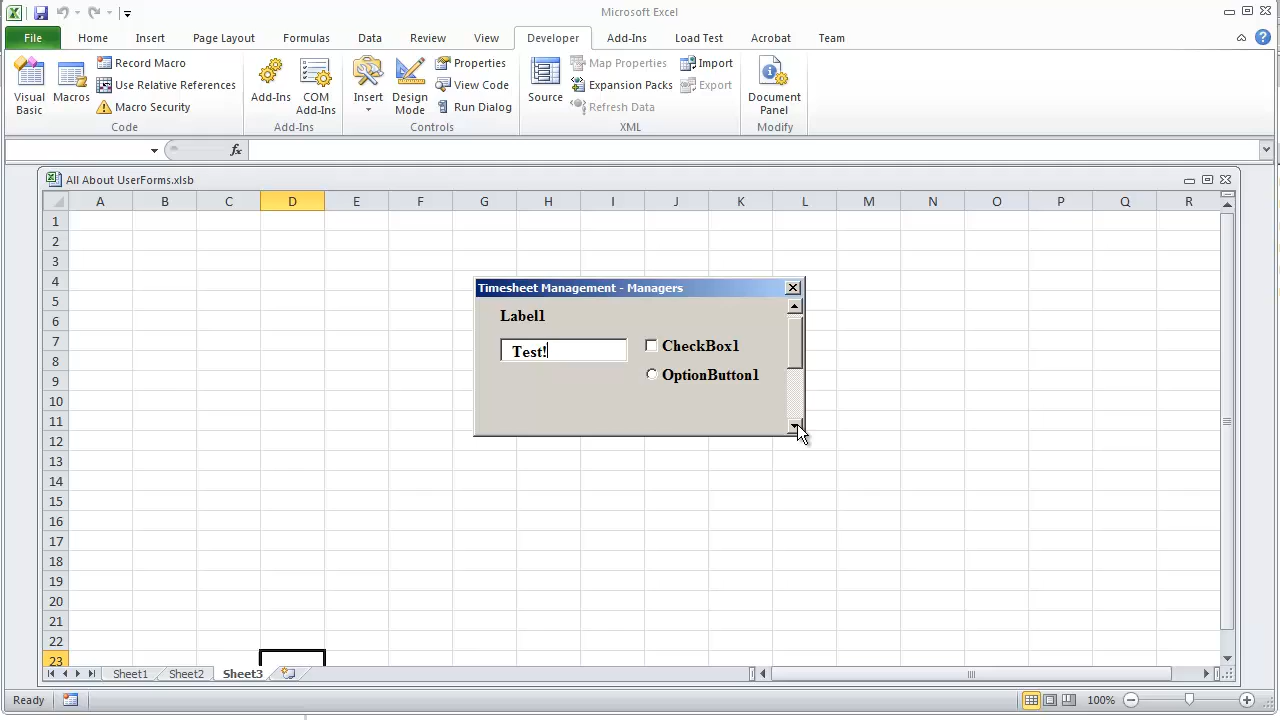 Microsoft Excel
File Home Insert Page Layout Formulas Data Review View Developer Add-Ins Load Test Acrobat Team
Visual Basic
Macros
Record Macro
Use Relative References
Macro Security
Code
Add-Ins
COM Add-Ins
Add-Ins
Insert
Design Mode
Properties
View Code
Run Dialog
Controls
Source
Map Properties
Expansion Packs
Refresh Data
Import
Export
XML
Document Panel
Modify
fx
All About UserForms.xlsb
A B C D E F G H I J K L M N O P Q R
1
2
3
4
5
6
7
8
9
10
11
12
13
14
15
16
17
18
19
20
21
22
23
Timesheet Management - Managers
Label1
Test!
CheckBox1
OptionButton1
Sheet1 Sheet2 Sheet3
Ready
100%